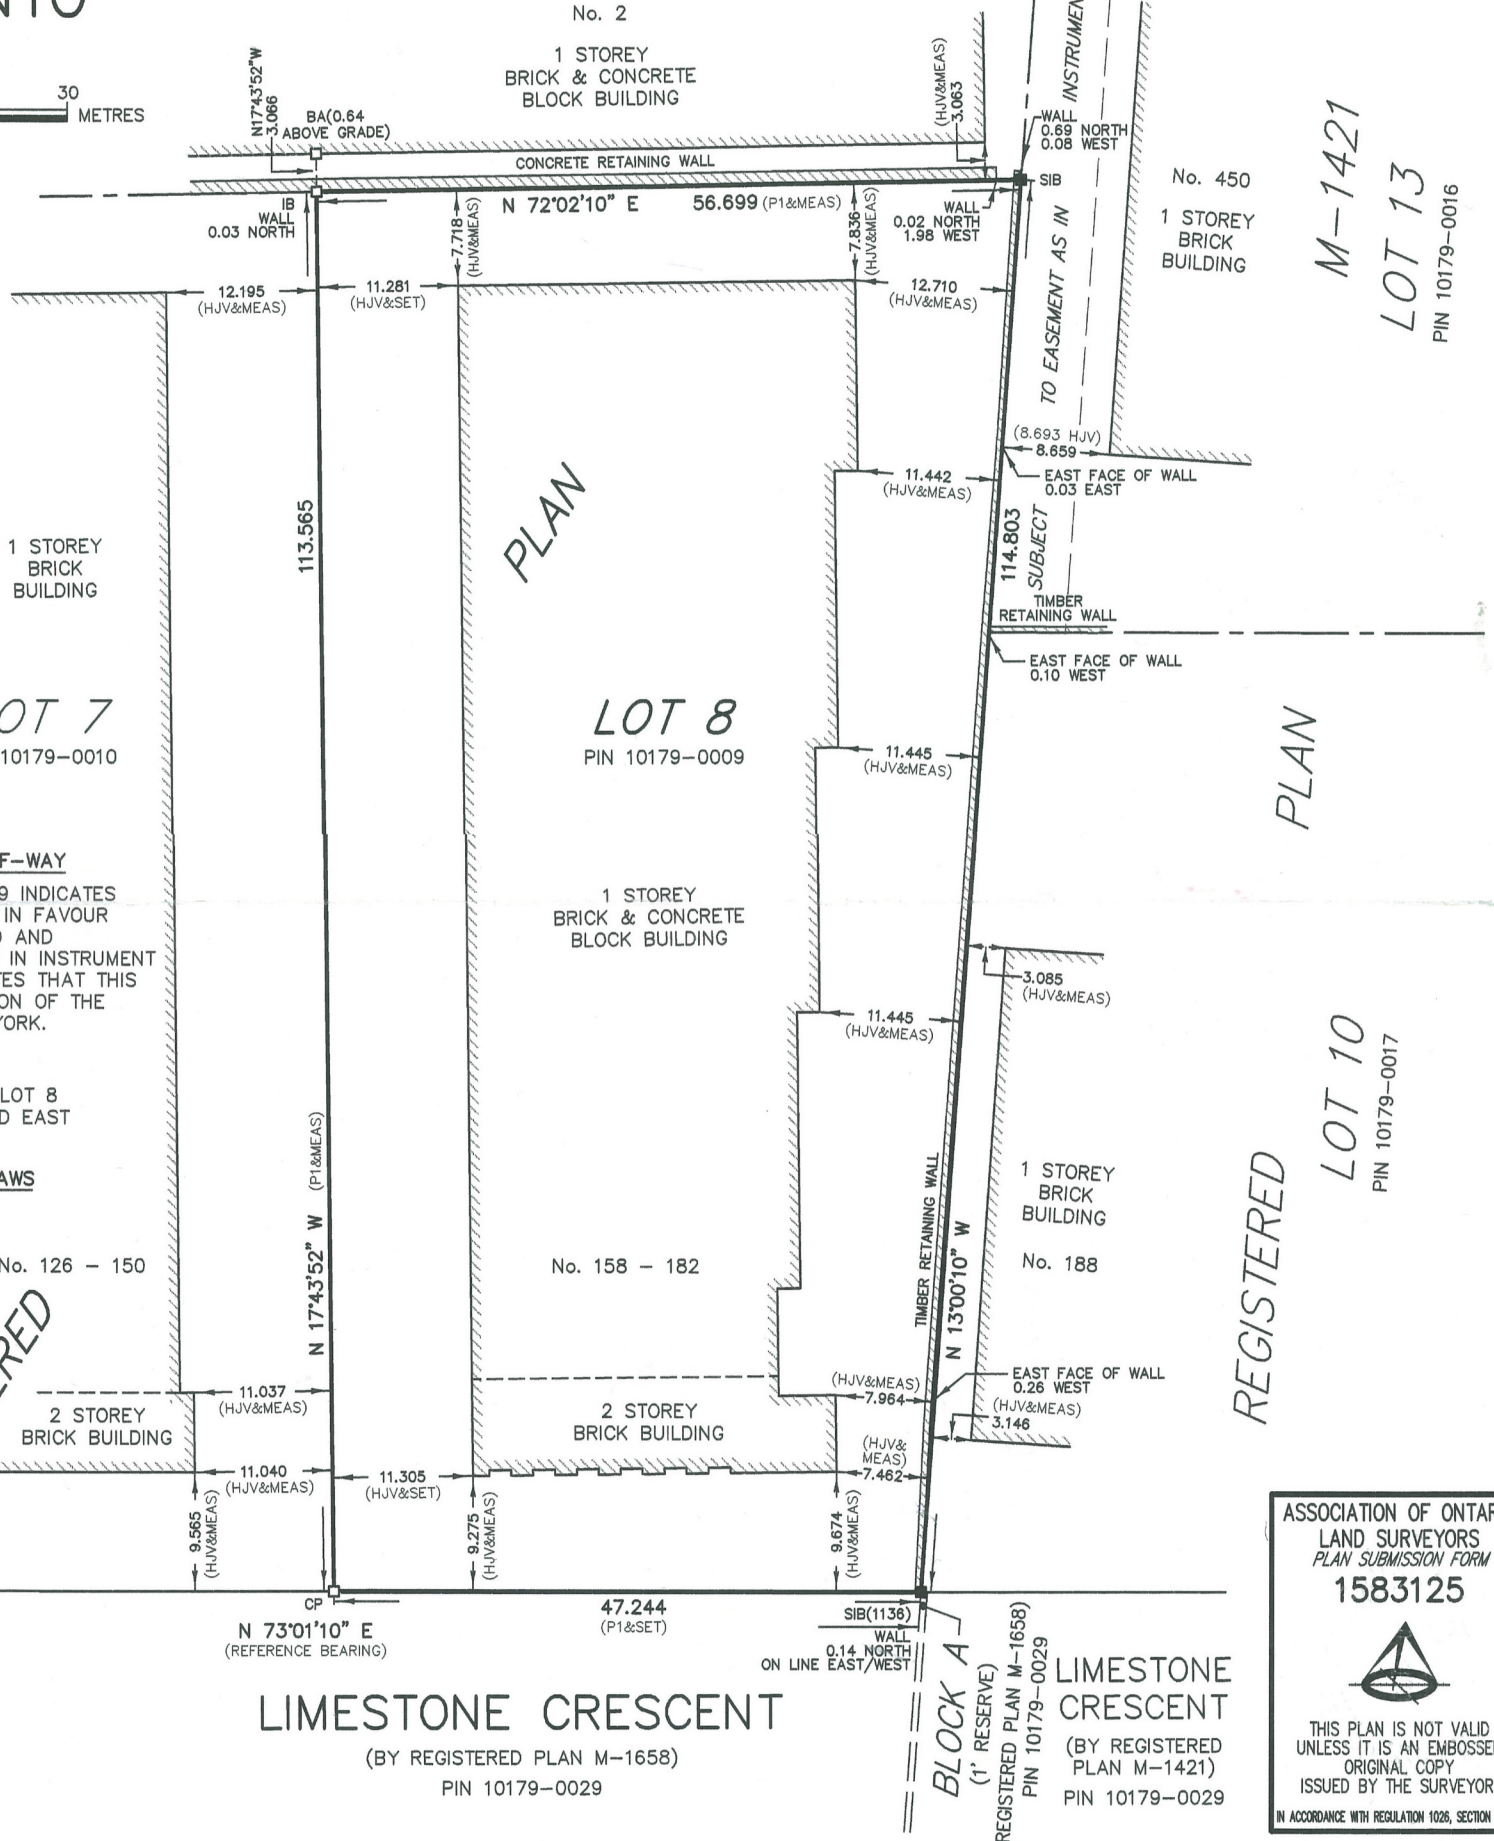 No. 2
1 STOREY
BRICK & CONCRETE
BLOCK BUILDING
30
METRES
N17°43'52"W
3.066
BA(0.64
ABOVE GRADE)
CONCRETE RETAINING WALL
(HJV&MEAS)
3.063
WALL
0.69 NORTH
0.08 WEST
SIB
IB
WALL
0.03 NORTH
N 72°02'10" E
56.699 (P1&MEAS)
WALL
0.02 NORTH
1.98 WEST
7.718
(HJV&MEAS)
7.836
(HJV&MEAS)
12.195
(HJV&MEAS)
11.281
(HJV&SET)
12.710
(HJV&MEAS)
SUBJECT TO EASEMENT AS IN
No. 450
1 STOREY
BRICK
BUILDING
M-1421
LOT 13
PIN 10179-0016
(8.693 HJV)
8.659
EAST FACE OF WALL
0.03 EAST
11.442
(HJV&MEAS)
113.565
114.803
PLAN
1 STOREY
BRICK
BUILDING
TIMBER
RETAINING WALL
EAST FACE OF WALL
0.10 WEST
OT 7
10179-0010
LOT 8
PIN 10179-0009
11.445
(HJV&MEAS)
PLAN
F-WAY
9 INDICATES
IN FAVOUR
AND
IN INSTRUMENT
TES THAT THIS
ON OF THE
YORK.
1 STOREY
BRICK & CONCRETE
BLOCK BUILDING
3.085
(HJV&MEAS)
11.445
(HJV&MEAS)
LOT 8
D EAST
AWS
LOT 10
PIN 10179-0017
N 17°43'52" W (P1&MEAS)
TIMBER RETAINING WALL
N 13°00'10" W
1 STOREY
BRICK
BUILDING
No. 188
REGISTERED
No. 126 - 150
No. 158 - 182
ERED
11.037
(HJV&MEAS)
(HJV&MEAS)
7.964
EAST FACE OF WALL
0.26 WEST
(HJV&MEAS)
3.146
2 STOREY
BRICK BUILDING
2 STOREY
BRICK BUILDING
(HJV&
MEAS)
7.462
11.040
(HJV&MEAS)
11.305
(HJV&SET)
9.565
(HJV&MEAS)
9.275
(HJV&MEAS)
9.674
(HJV&MEAS)
CP
N 73°01'10" E
(REFERENCE BEARING)
47.244
(P1&SET)
SIB(1136)
WALL
0.14 NORTH
ON LINE EAST/WEST
LIMESTONE CRESCENT
(BY REGISTERED PLAN M-1658)
PIN 10179-0029
BLOCK A
(1' RESERVE)
REGISTERED PLAN M-1658)
PIN 10179-0029
LIMESTONE
CRESCENT
(BY REGISTERED
PLAN M-1421)
PIN 10179-0029
ASSOCIATION OF ONTAR
LAND SURVEYORS
PLAN SUBMISSION FORM
1583125
THIS PLAN IS NOT VALID
UNLESS IT IS AN EMBOSSE
ORIGINAL COPY
ISSUED BY THE SURVEYOR
IN ACCORDANCE WITH REGULATION 1026, SECTION